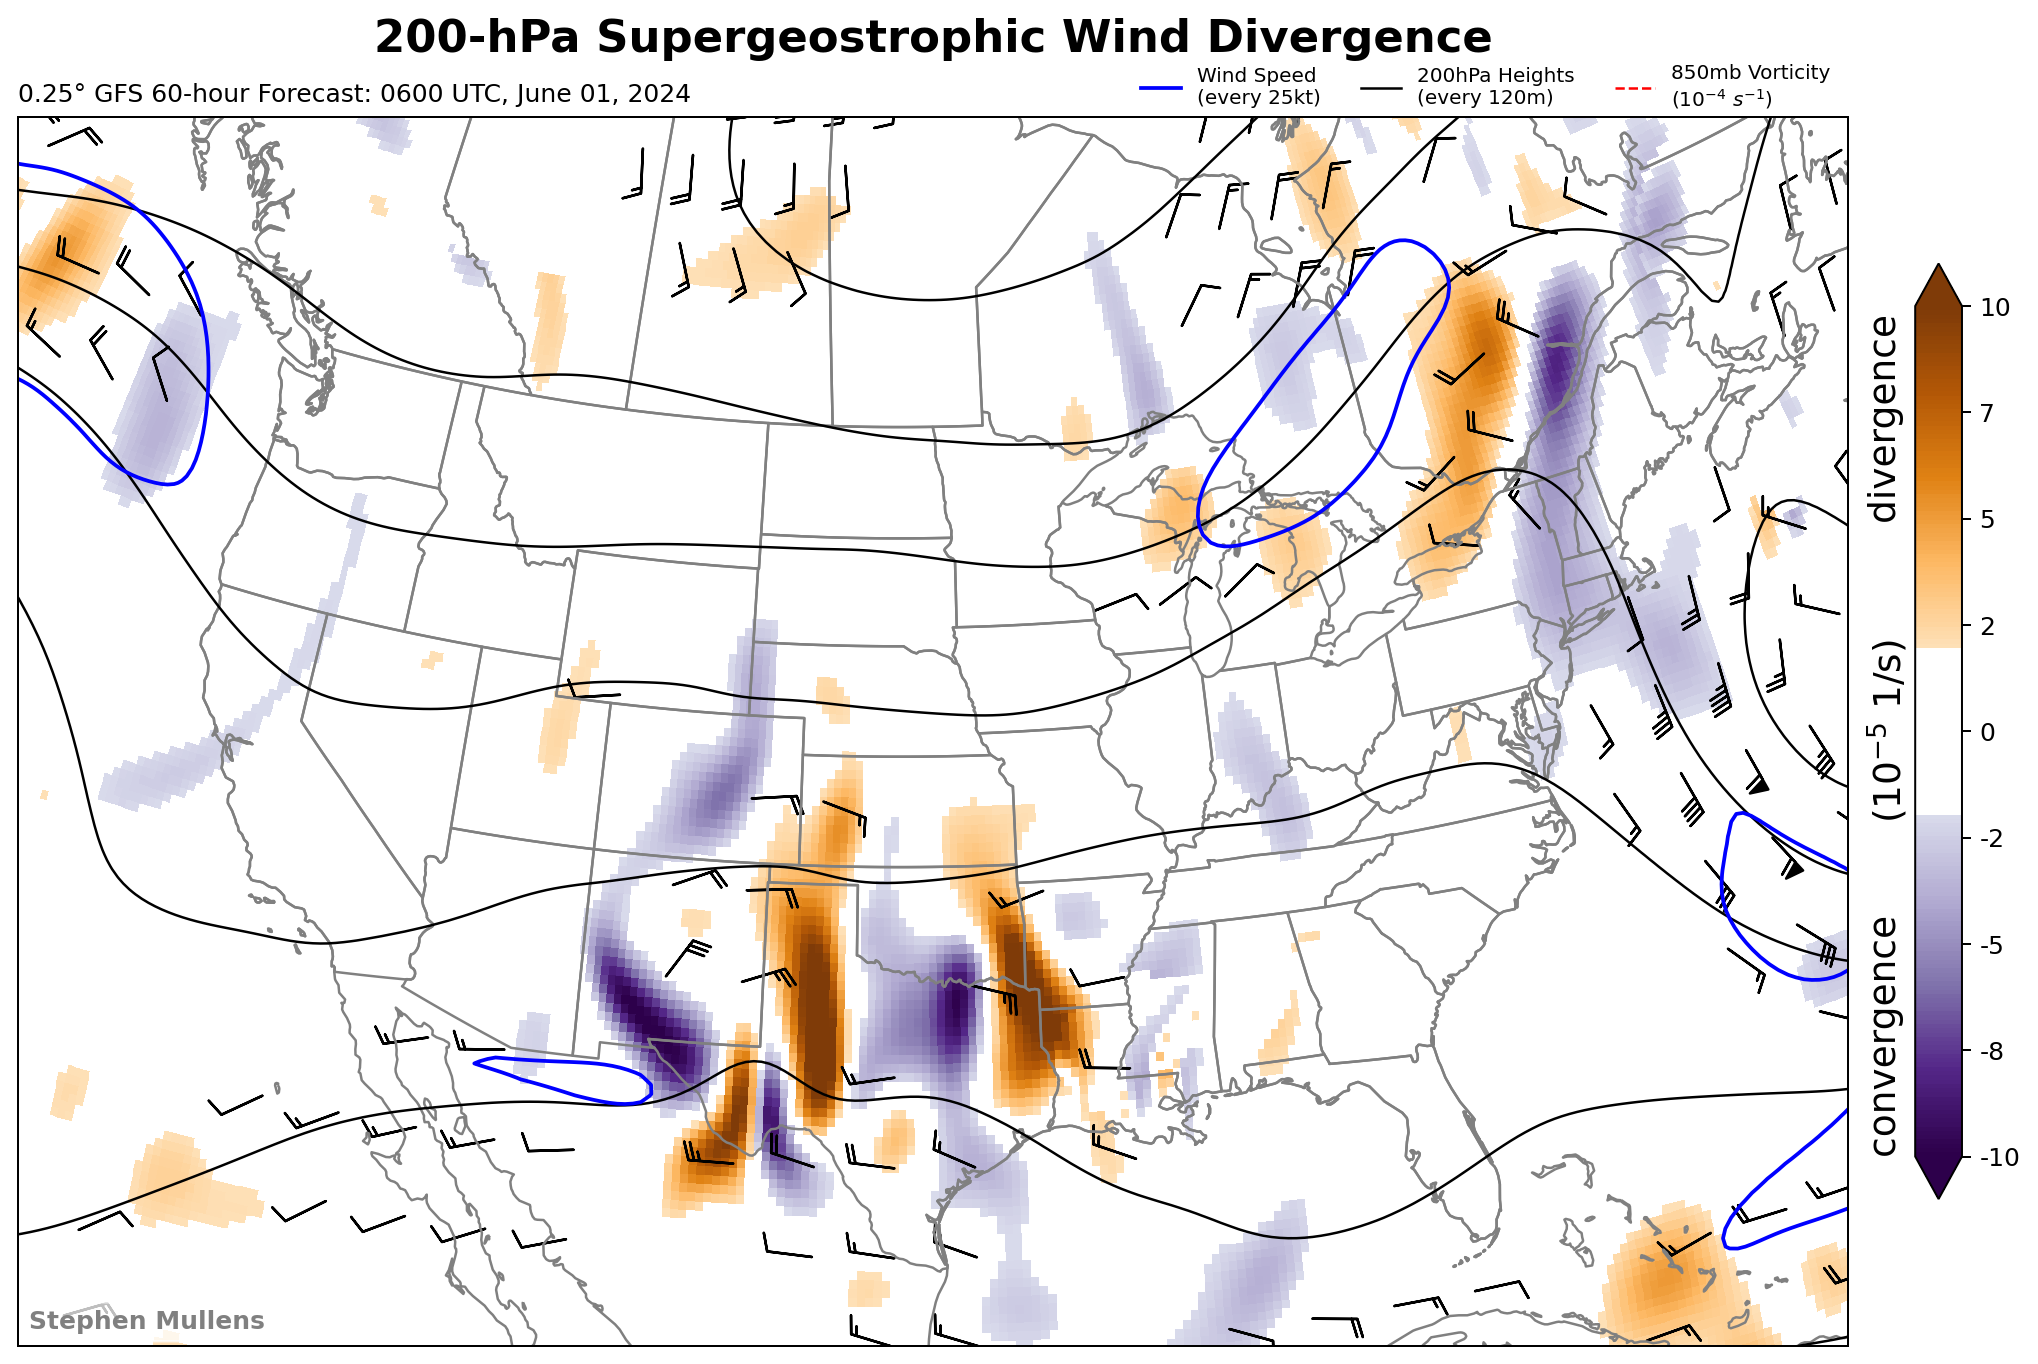 200-hPa Supergeostrophic Wind Divergence
0.25° GFS 60-hour Forecast: 0600 UTC, June 01, 2024
Wind Speed
(every 25kt)
200hPa Heights
(every 120m)
850mb Vorticity
(10⁻⁴ s⁻¹)
10
7
5
2
0
-2
-5
-8
-10
convergence (10⁻⁵ 1/s) divergence
Stephen Mullens